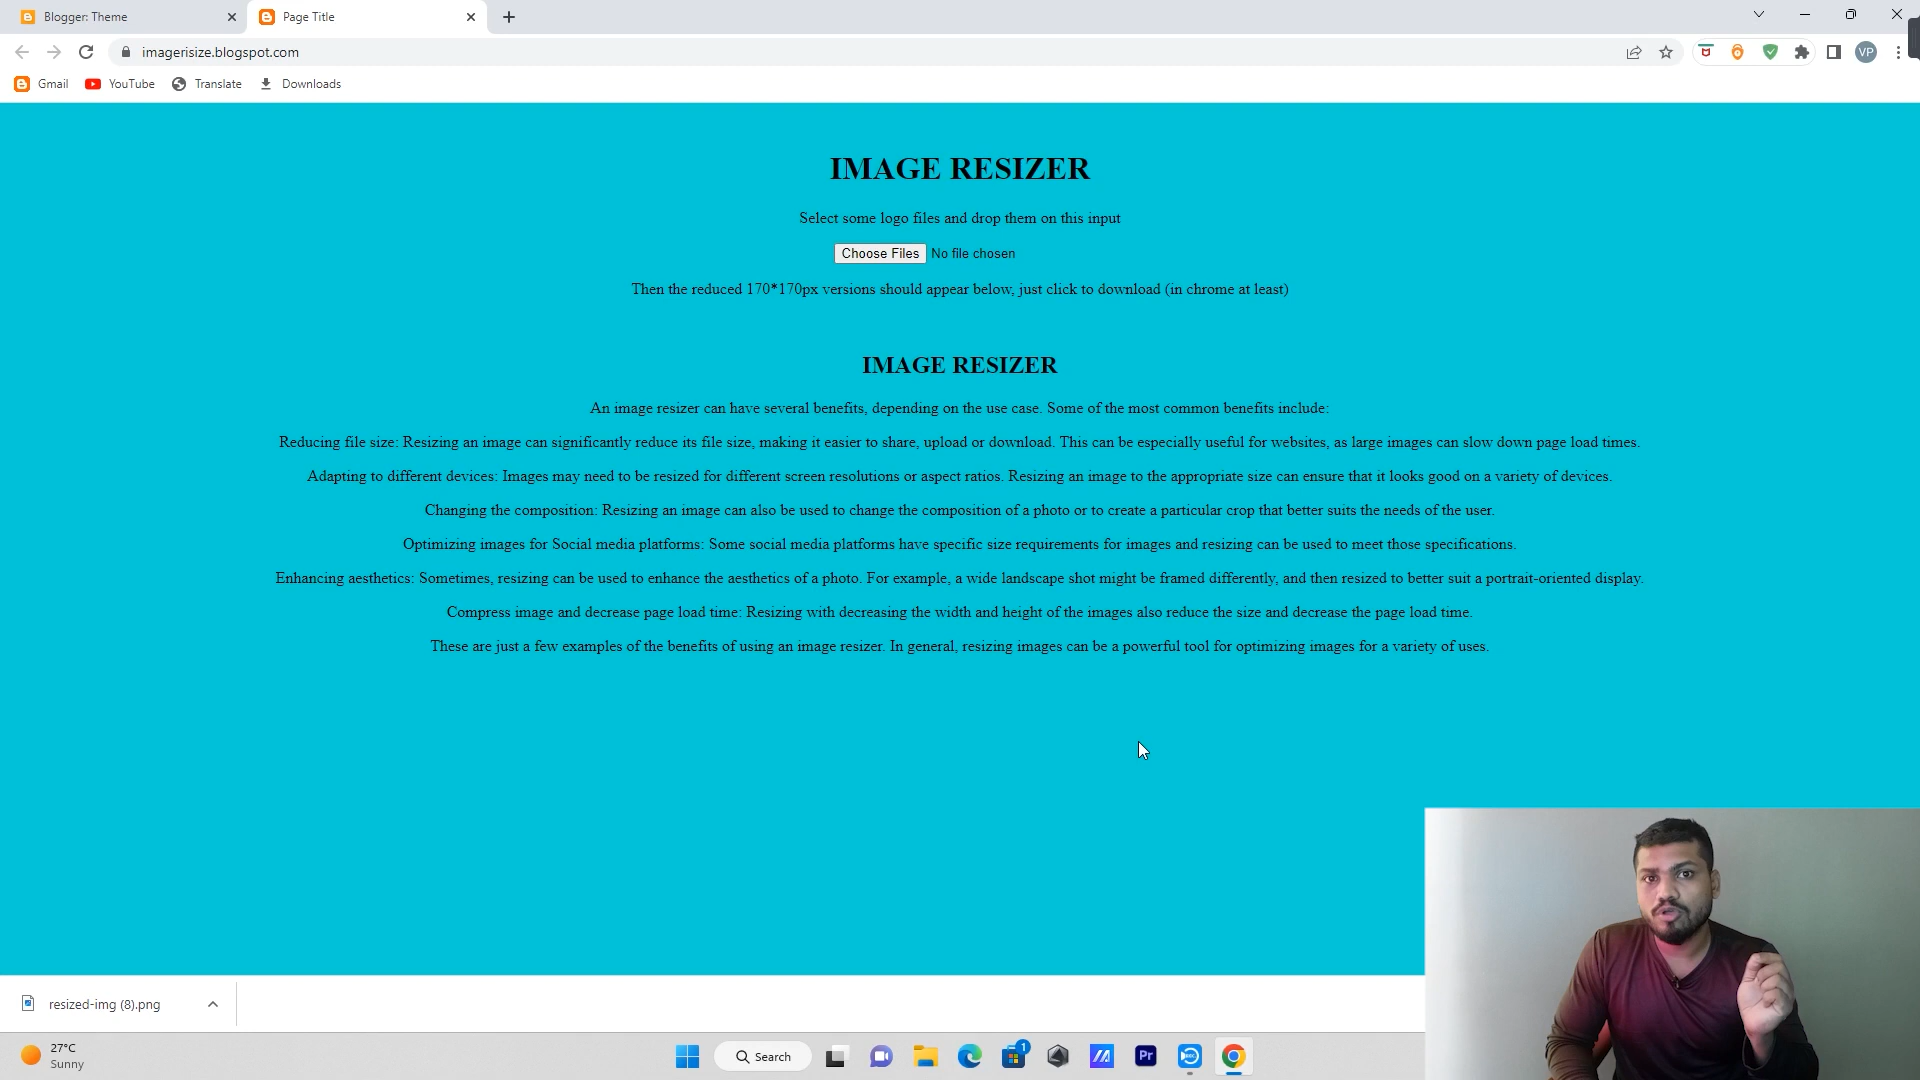 Blogger: Theme
Page Title
imagerisize.blogspot.com
VP
Gmail
YouTube
Translate
Downloads
IMAGE RESIZER
Select some logo files and drop them on this input
Choose Files No file chosen
Then the reduced 170*170px versions should appear below, just click to download (in chrome at least)
IMAGE RESIZER
An image resizer can have several benefits, depending on the use case. Some of the most common benefits include:
Reducing file size: Resizing an image can significantly reduce its file size, making it easier to share, upload or download. This can be especially useful for websites, as large images can slow down page load times.
Adapting to different devices: Images may need to be resized for different screen resolutions or aspect ratios. Resizing an image to the appropriate size can ensure that it looks good on a variety of devices.
Changing the composition: Resizing an image can also be used to change the composition of a photo or to create a particular crop that better suits the needs of the user.
Optimizing images for Social media platforms: Some social media platforms have specific size requirements for images and resizing can be used to meet those specifications.
Enhancing aesthetics: Sometimes, resizing can be used to enhance the aesthetics of a photo. For example, a wide landscape shot might be framed differently, and then resized to better suit a portrait-oriented display.
Compress image and decrease page load time: Resizing with decreasing the width and height of the images also reduce the size and decrease the page load time.
These are just a few examples of the benefits of using an image resizer. In general, resizing images can be a powerful tool for optimizing images for a variety of uses.
resized-img (8).png
27°C
Sunny
Search
1
Pr